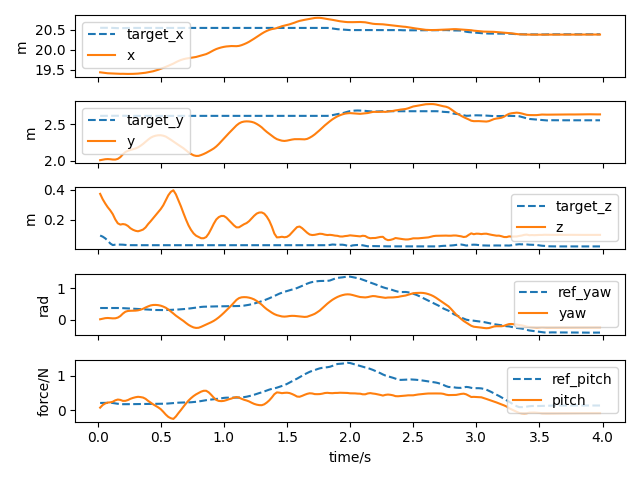 20.5
20.0
19.5
m
target_x
x
2.5
2.0
m
target_y
y
0.4
0.2
m
target_z
z
1
0
rad
ref_yaw
yaw
1
0
force/N
ref_pitch
pitch
0.0 0.5 1.0 1.5 2.0 2.5 3.0 3.5 4.0
time/s